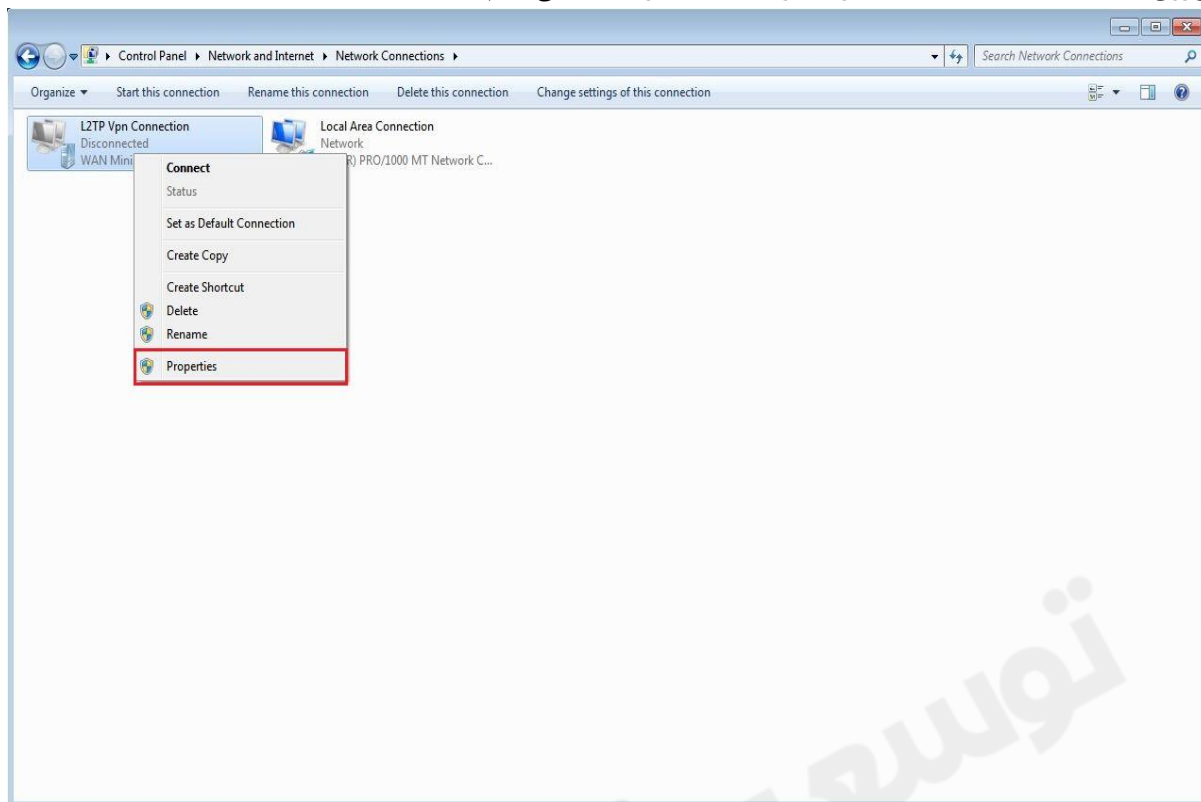 Control Panel ▸ Network and Internet ▸ Network Connections ▸
Search Network Connections
Organize ▾ Start this connection Rename this connection Delete this connection Change settings of this connection
L2TP Vpn Connection
Disconnected
WAN Mini
Local Area Connection
Network
R) PRO/1000 MT Network C...
Connect
Status
Set as Default Connection
Create Copy
Create Shortcut
Delete
Rename
Properties